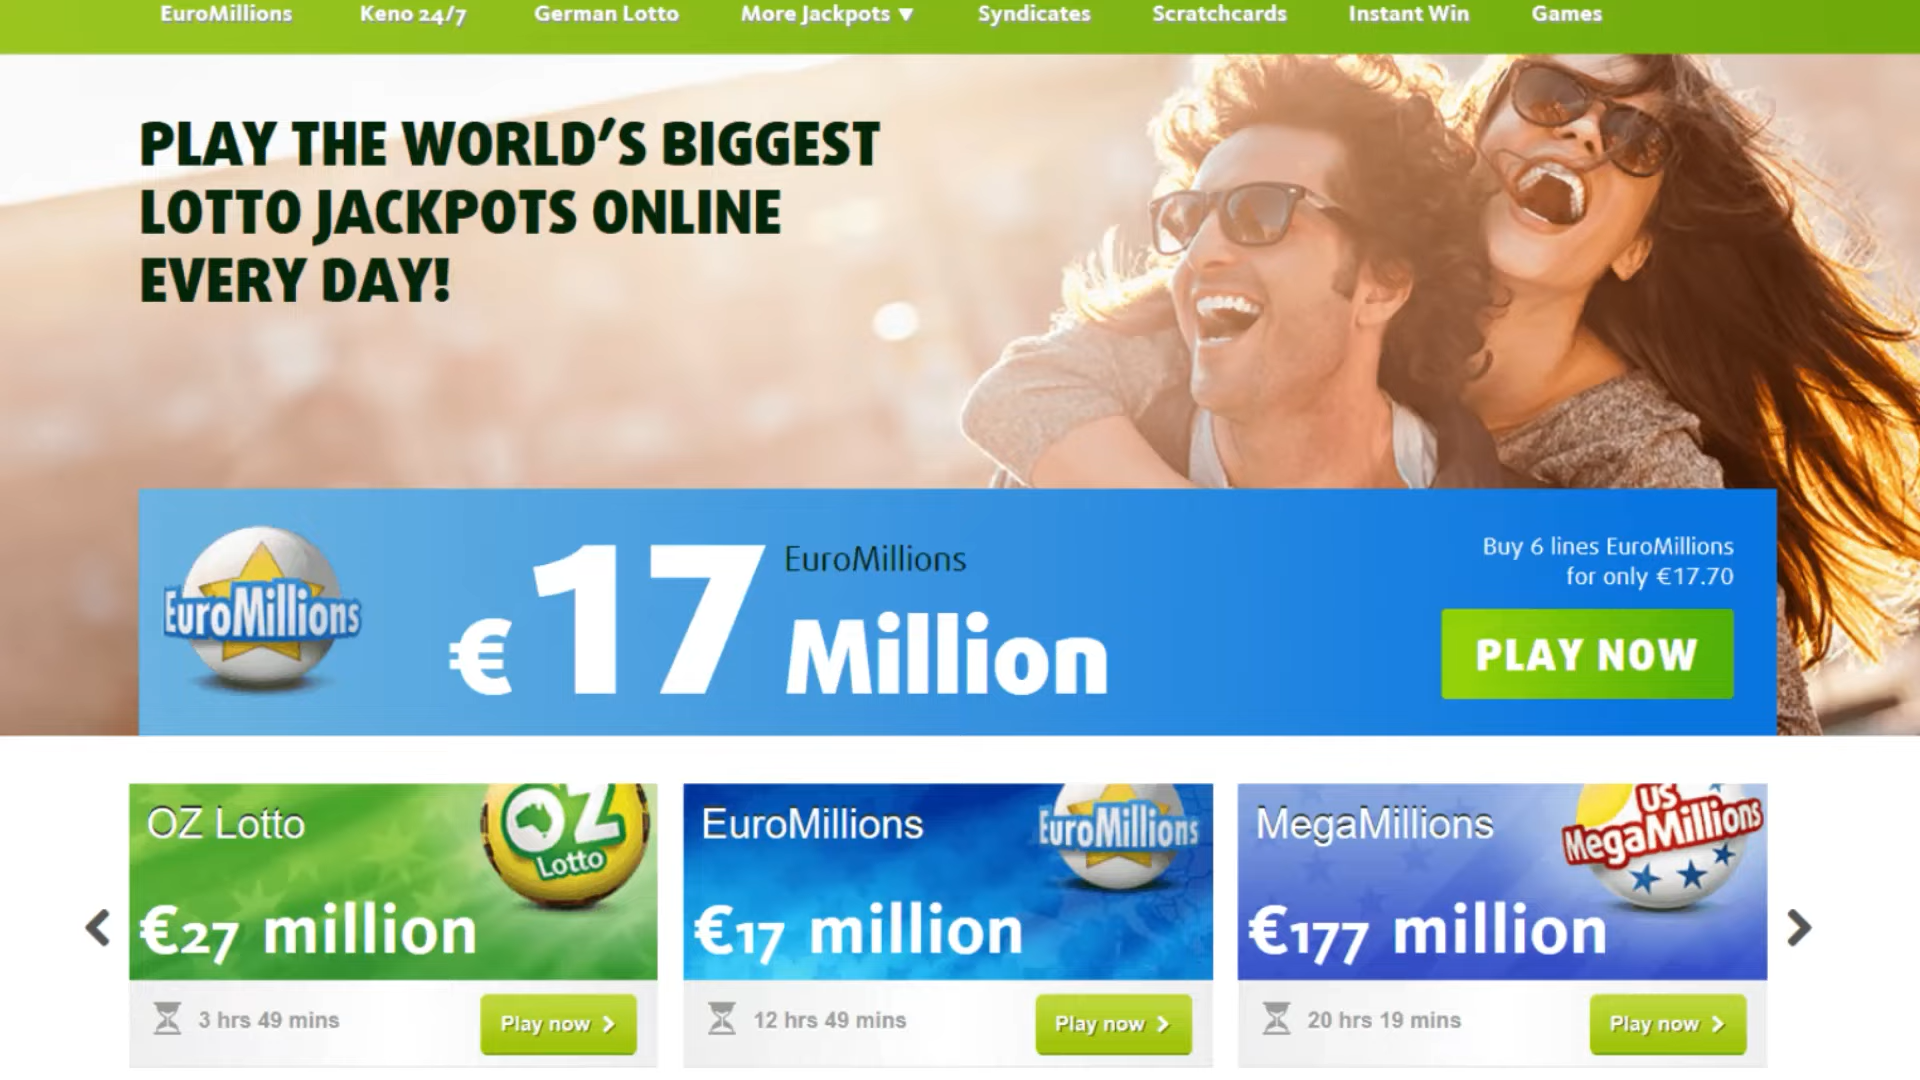 EuroMillions Keno 24/7 German Lotto More Jackpots ▼ Syndicates Scratchcards Instant Win Games
PLAY THE WORLD'S BIGGEST
LOTTO JACKPOTS ONLINE
EVERY DAY!
EuroMillions
€17 Million
EuroMillions
Buy 6 lines EuroMillions
for only €17.70
PLAY NOW
OZ Lotto
OZ
Lotto
€27 million
3 hrs 49 mins
Play now
EuroMillions
EuroMillions
€17 million
12 hrs 49 mins
Play now
MegaMillions
US
MegaMillions
€177 million
20 hrs 19 mins
Play now